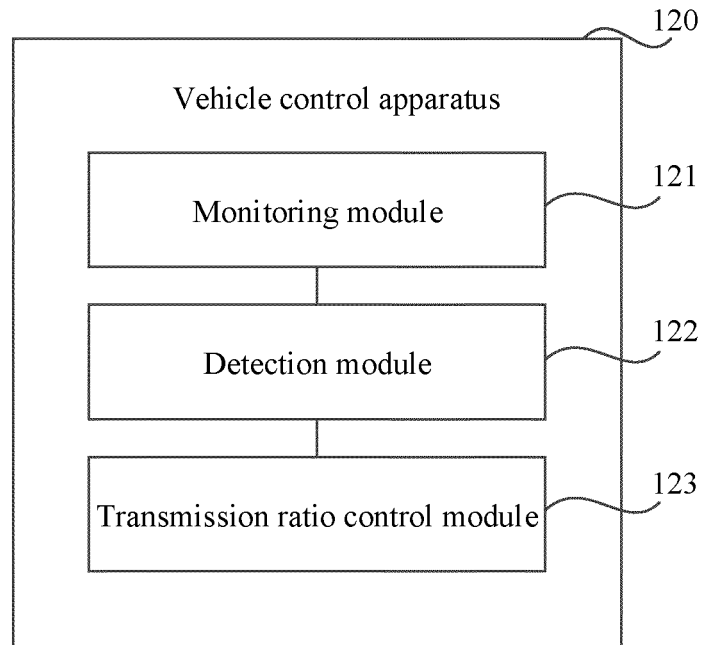 120
Vehicle control apparatus
121
Monitoring module
122
Detection module
123
Transmission ratio control module